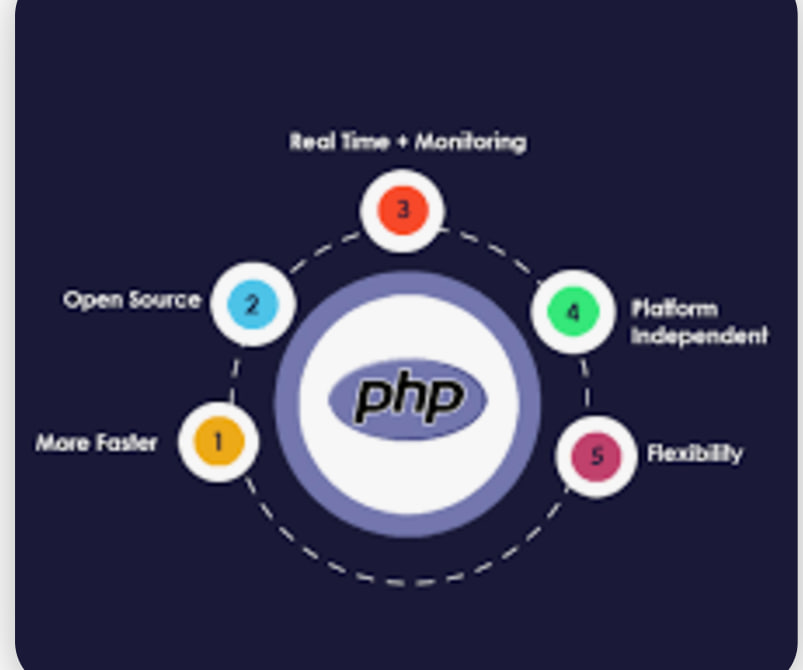 Real Time + Monitoring
3
Open Source
2
4
Platform
Independent
php
More Faster
1
5
Flexibility